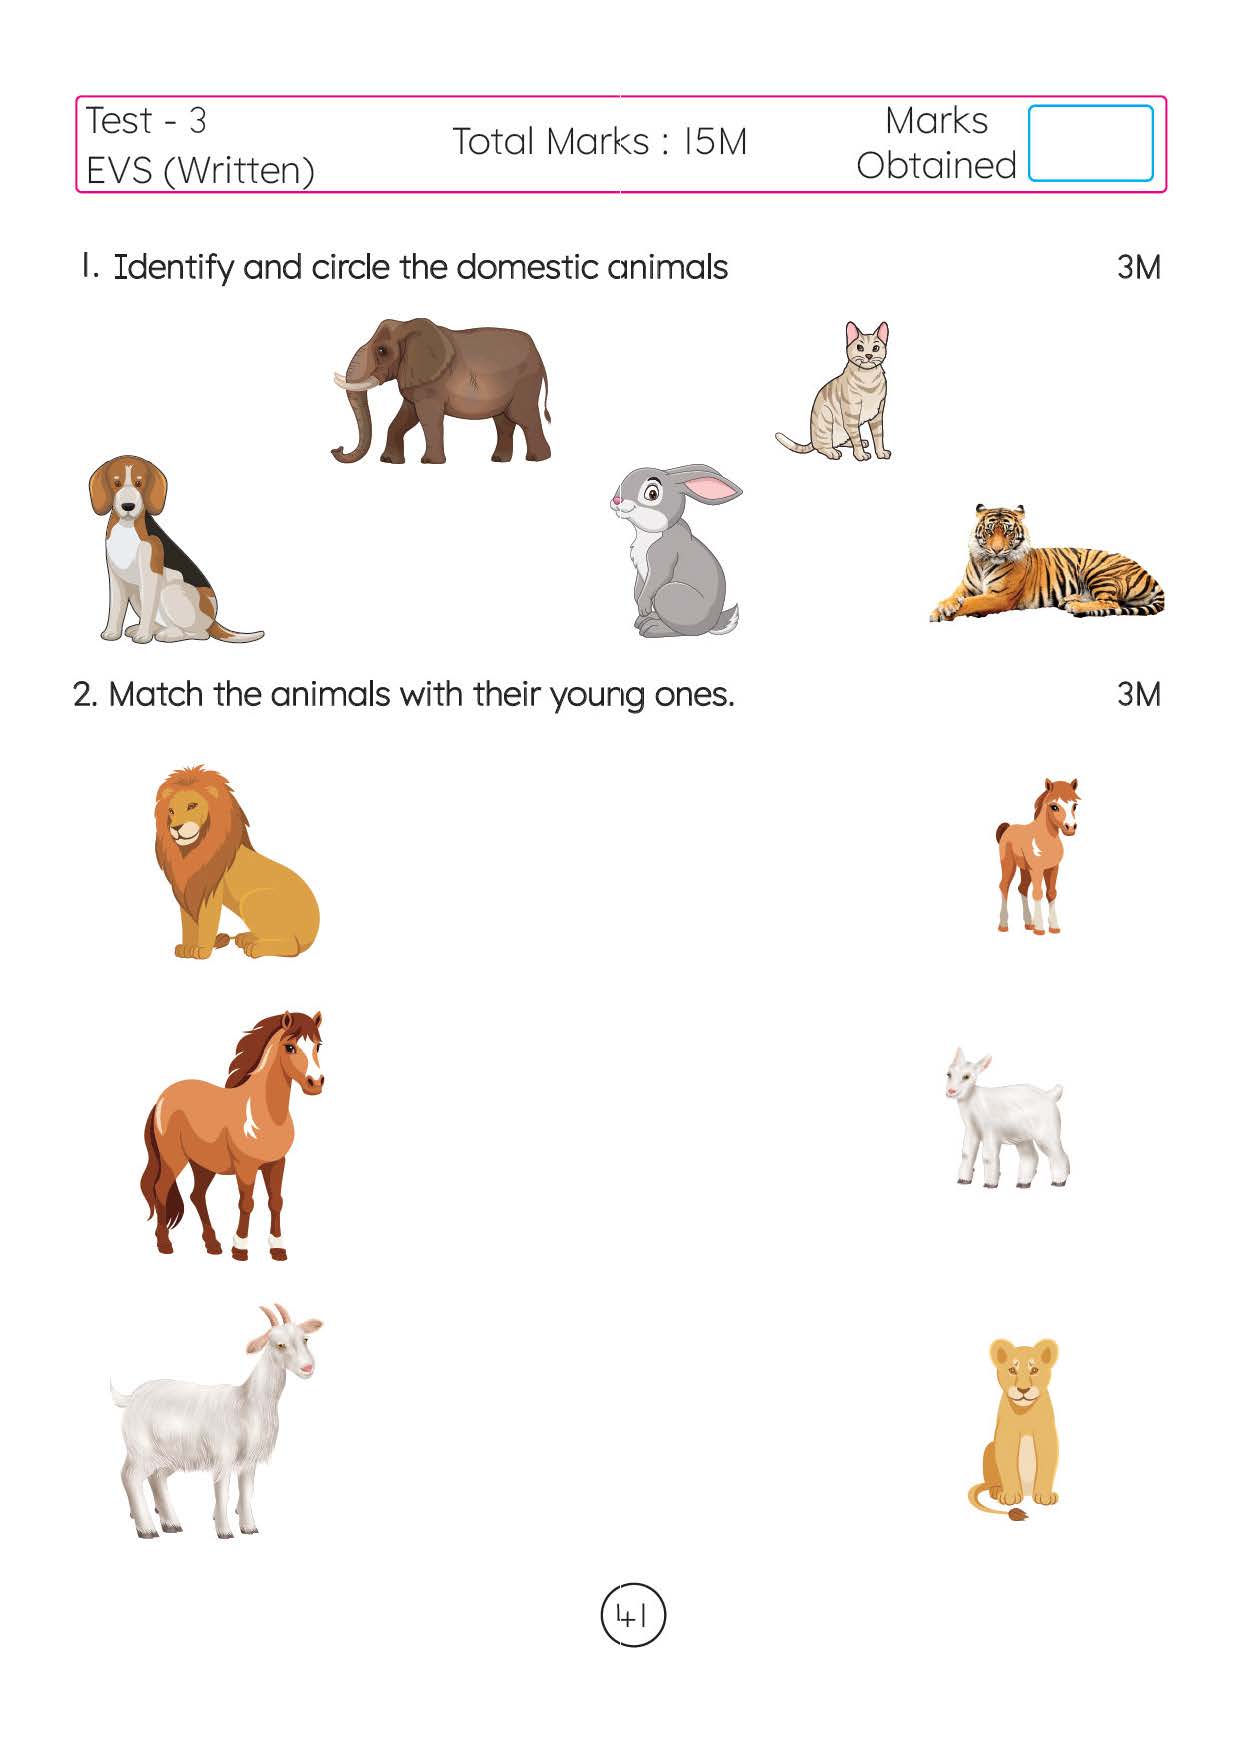 Test - 3
EVS (Written)
Total Marks : 15M
Marks
Obtained
1. Identify and circle the domestic animals 3M
2. Match the animals with their young ones. 3M
41